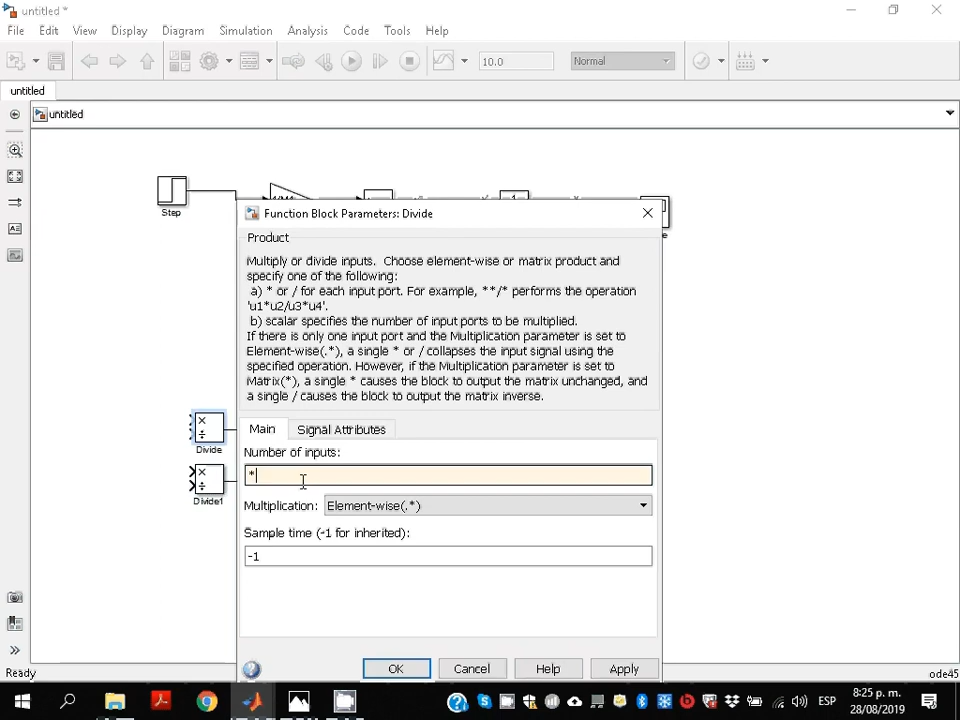 untitled *
File Edit View Display Diagram Simulation Analysis Code Tools Help
10.0 Normal
untitled
untitled
Step
Function Block Parameters: Divide
Product
Multiply or divide inputs. Choose element-wise or matrix product and
specify one of the following:
a) * or / for each input port. For example, **/* performs the operation
'u1*u2/u3*u4'.
b) scalar specifies the number of input ports to be multiplied.
If there is only one input port and the Multiplication parameter is set to
Element-wise(.*), a single * or / collapses the input signal using the
specified operation. However, if the Multiplication parameter is set to
Matrix(*), a single * causes the block to output the matrix unchanged, and
a single / causes the block to output the matrix inverse.
Main Signal Attributes
Number of inputs:
*
Multiplication: Element-wise(.*)
Sample time (-1 for inherited):
-1
Divide
Divide1
OK Cancel Help Apply
Ready ode45
ESP 8:25 p. m.
28/08/2019